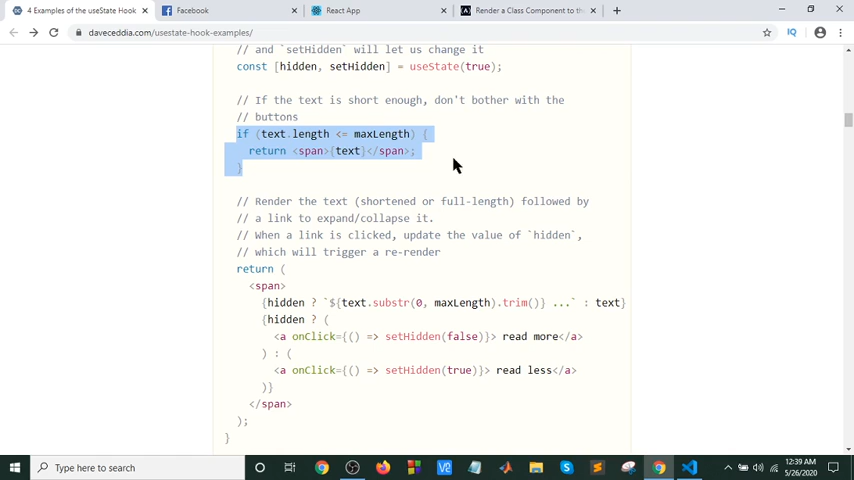 4 Examples of the useState Hook
Facebook
React App
Render a Class Component to the
daveceddia.com/usestate-hook-examples/
IQ
// and `setHidden` will let us change it
const [hidden, setHidden] = useState(true);
// If the text is short enough, don't bother with the
// buttons
if (text.length <= maxLength) {
return <span>{text}</span>;
}
// Render the text (shortened or full-length) followed by
// a link to expand/collapse it.
// When a link is clicked, update the value of `hidden`,
// which will trigger a re-render
return (
<span>
{hidden ? `${text.substr(0, maxLength).trim()} ...` : text}
{hidden ? (
<a onClick={() => setHidden(false)}> read more</a>
) : (
<a onClick={() => setHidden(true)}> read less</a>
)}
</span>
);
}
Type here to search
12:39 AM
5/26/2020